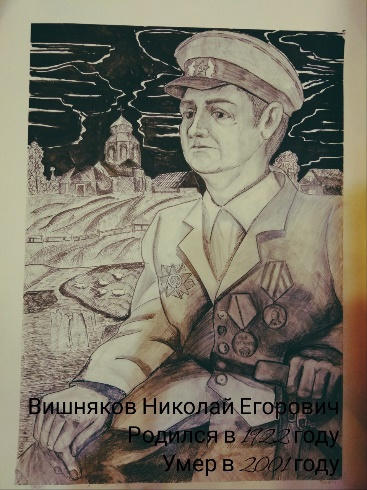 Вишняков Николай Егорович
Родился в 1922 году
Умер в 2001 году